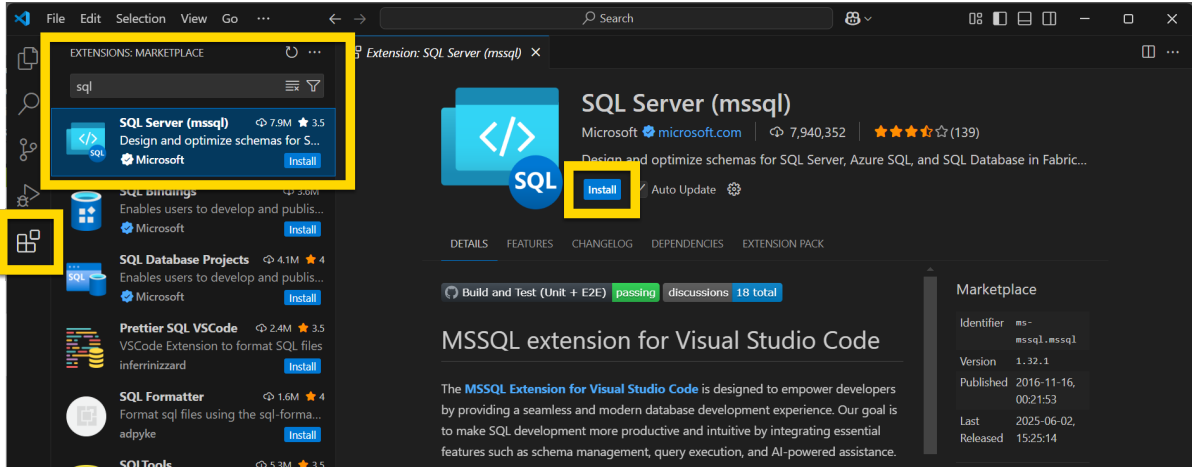 File Edit Selection View Go ···
Search
EXTENSIONS: MARKETPLACE
sql
SQL Server (mssql) 7.9M 3.5
Design and optimize schemas for S...
Microsoft Install
SQL Bindings 3.6M
Enables users to develop and publis...
Microsoft Install
SQL Database Projects 4.1M 4
SQL
Enables users to develop and publis...
Microsoft Install
Prettier SQL VSCode 2.4M 3.5
VSCode Extension to format SQL files
inferrinizzard Install
SQL Formatter 1.6M 4
Format sql files using the sql-forma...
adpyke Install
SQLTools 5.3M 3.5
Extension: SQL Server (mssql)
SQL
SQL Server (mssql)
Microsoft microsoft.com 7,940,352 (139)
Design and optimize schemas for SQL Server, Azure SQL, and SQL Database in Fabric...
Install Auto Update
DETAILS FEATURES CHANGELOG DEPENDENCIES EXTENSION PACK
Build and Test (Unit + E2E) passing discussions 18 total
MSSQL extension for Visual Studio Code
The MSSQL Extension for Visual Studio Code is designed to empower developers
by providing a seamless and modern database development experience. Our goal is
to make SQL development more productive and intuitive by integrating essential
features such as schema management, query execution, and AI-powered assistance.
Marketplace
Identifier ms-
mssql.mssql
Version 1.32.1
Published 2016-11-16,
00:21:53
Last 2025-06-02,
Released 15:25:14